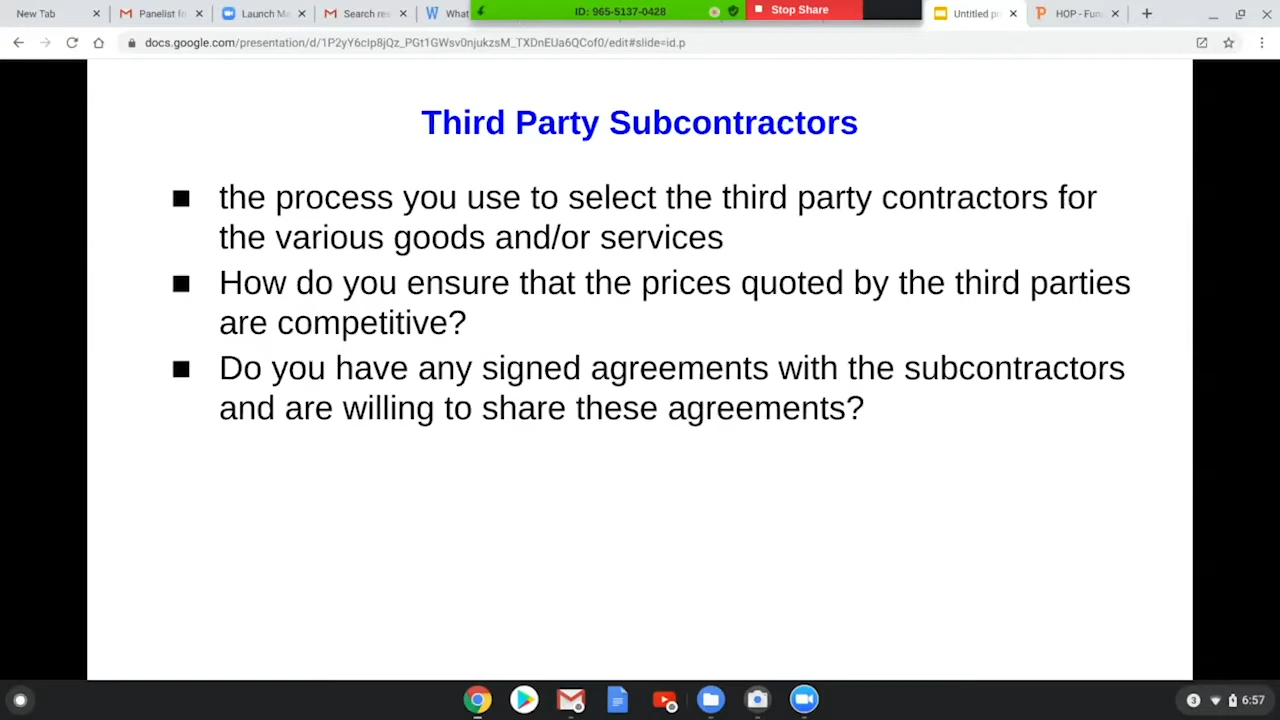 New Tab
Panelist fo
Launch Me
Search res
What
ID: 965-5137-0428
Stop Share
Untitled pr
HOP - Fun
docs.google.com/presentation/d/1P2yY6cIp8jQz_PGt1GWsv0njukzsM_TXDnEUa6QCof0/edit#slide=id.p
Third Party Subcontractors
■ the process you use to select the third party contractors for
the various goods and/or services
■ How do you ensure that the prices quoted by the third parties
are competitive?
■ Do you have any signed agreements with the subcontractors
and are willing to share these agreements?
3
6:57